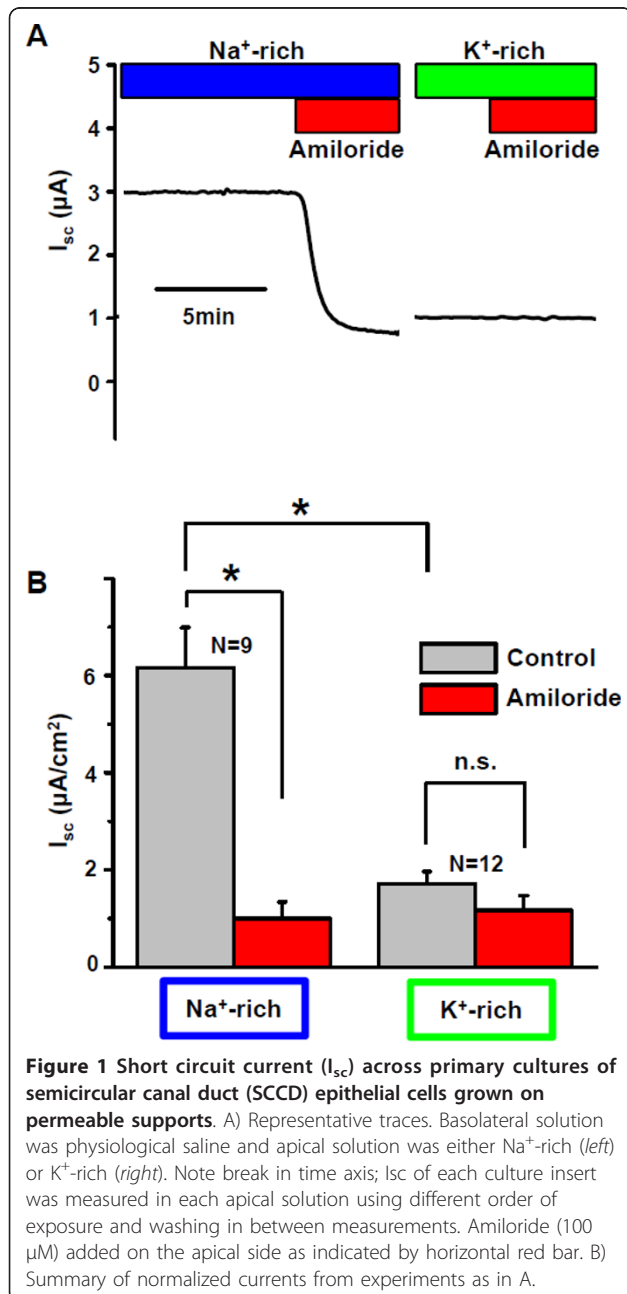 A
Na⁺-rich
K⁺-rich
5
4
3
2
1
0
I_sc (µA)
Amiloride
Amiloride
5min
B
*
*
N=9
Control
Amiloride
n.s.
N=12
6
4
2
0
I_sc (µA/cm²)
Na⁺-rich
K⁺-rich
Figure 1 Short circuit current (I_sc) across primary cultures of
semicircular canal duct (SCCD) epithelial cells grown on
permeable supports. A) Representative traces. Basolateral solution
was physiological saline and apical solution was either Na⁺-rich (left)
or K⁺-rich (right). Note break in time axis; Isc of each culture insert
was measured in each apical solution using different order of
exposure and washing in between measurements. Amiloride (100
µM) added on the apical side as indicated by horizontal red bar. B)
Summary of normalized currents from experiments as in A.